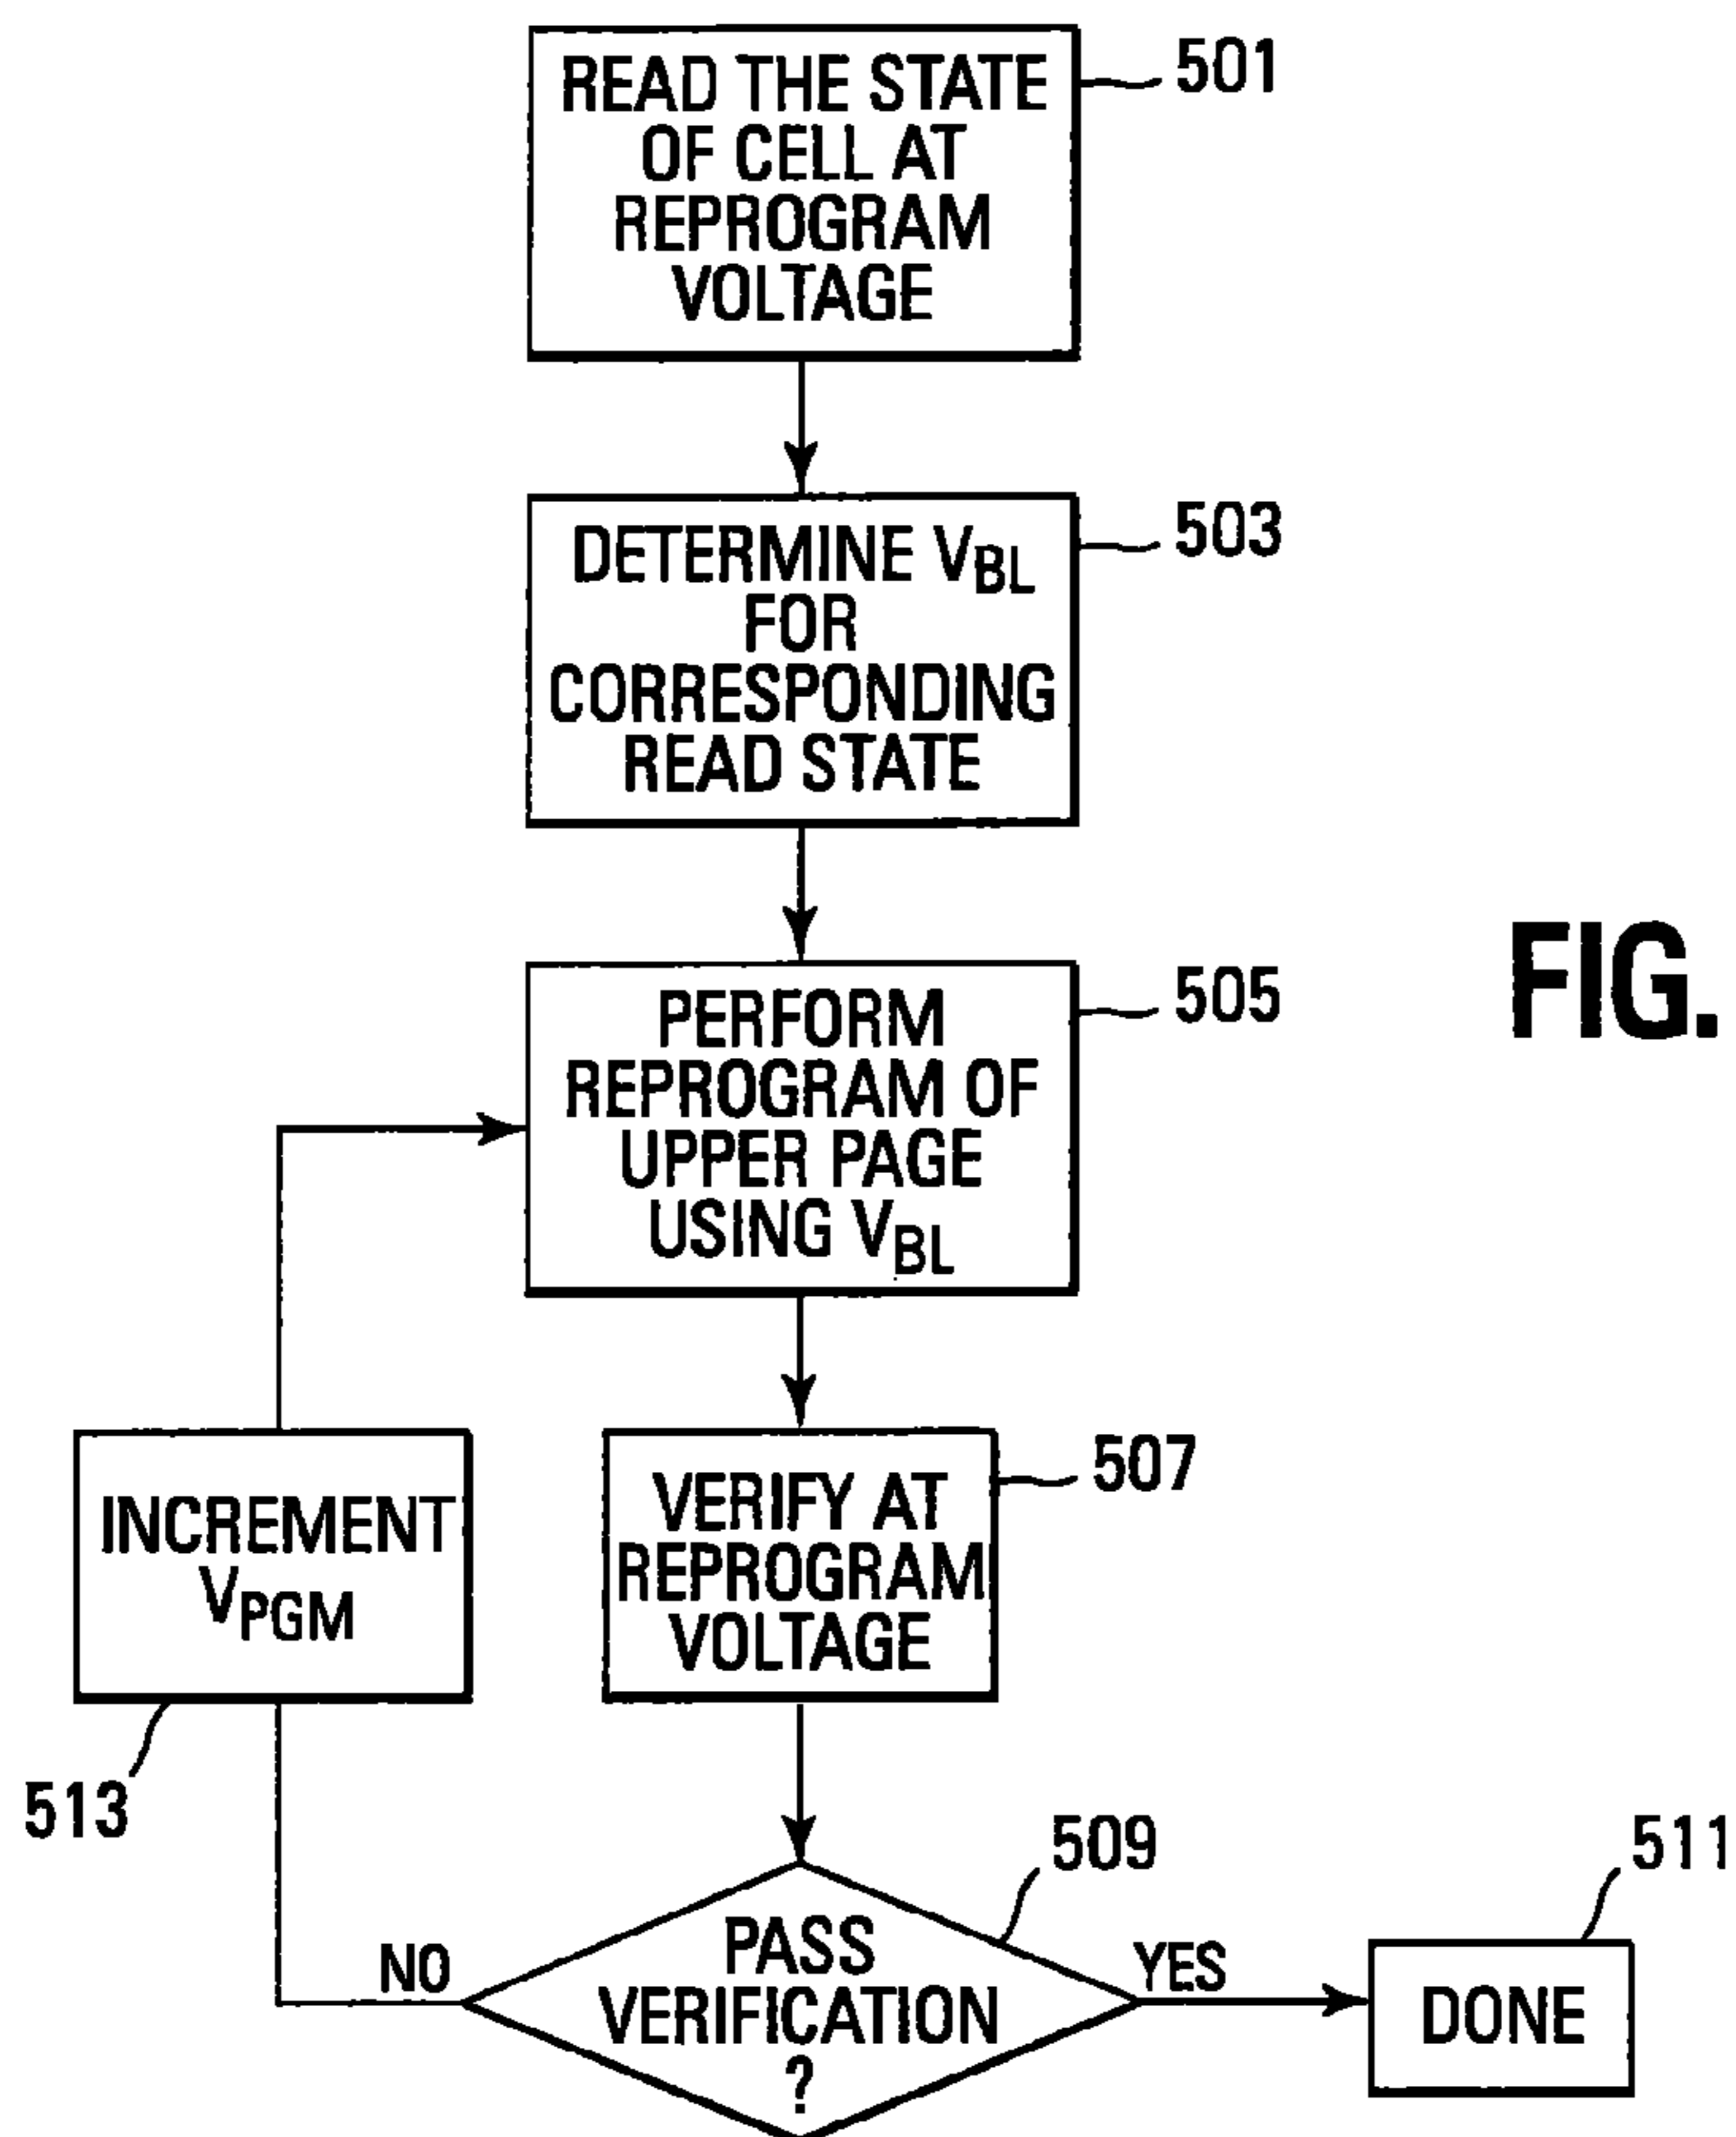 READ THE STATE
OF CELL AT
REPROGRAM
VOLTAGE
501
DETERMINE VBL
FOR
CORRESPONDING
READ STATE
503
PERFORM
REPROGRAM OF
UPPER PAGE
USING VBL
505
FIG.
INCREMENT
VPGM
513
VERIFY AT
REPROGRAM
VOLTAGE
507
PASS
VERIFICATION
?
509
NO
YES
DONE
511